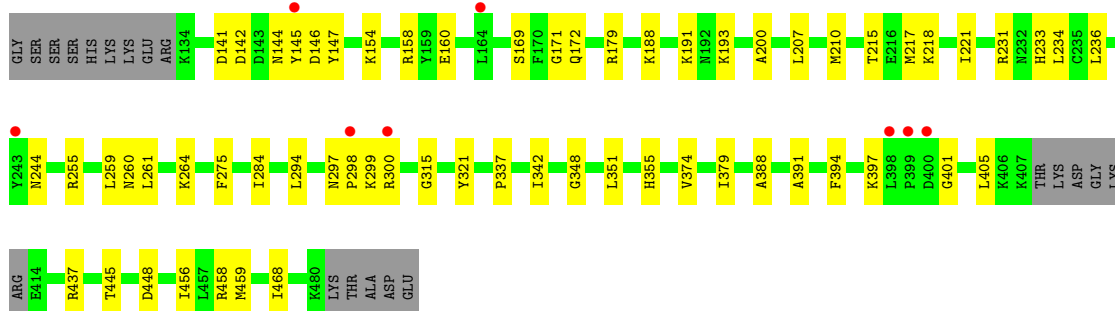 GLY SER SER SER HIS LYS LYS GLU ARG K134 D141 D142 D143 N144 Y145 D146 Y147 K154 R158 Y159 E160 L164 S169 F170 G171 Q172 R179 K188 K191 N192 K193 A200 L207 M210 T215 E216 M217 K218 I221 R231 N232 H233 L234 C235 L236
Y243 N244 R255 L259 N260 L261 K264 F275 I284 L294 N297 P298 K299 R300 G315 Y321 P337 I342 G348 L351 H355 V374 I379 A388 A391 F394 K397 L398 P399 D400 G401 L405 K406 K407 THR LYS ASP GLY LYS
ARG E414 R437 T445 D448 I456 L457 R458 M459 I468 K480 LYS THR ALA ASP GLU